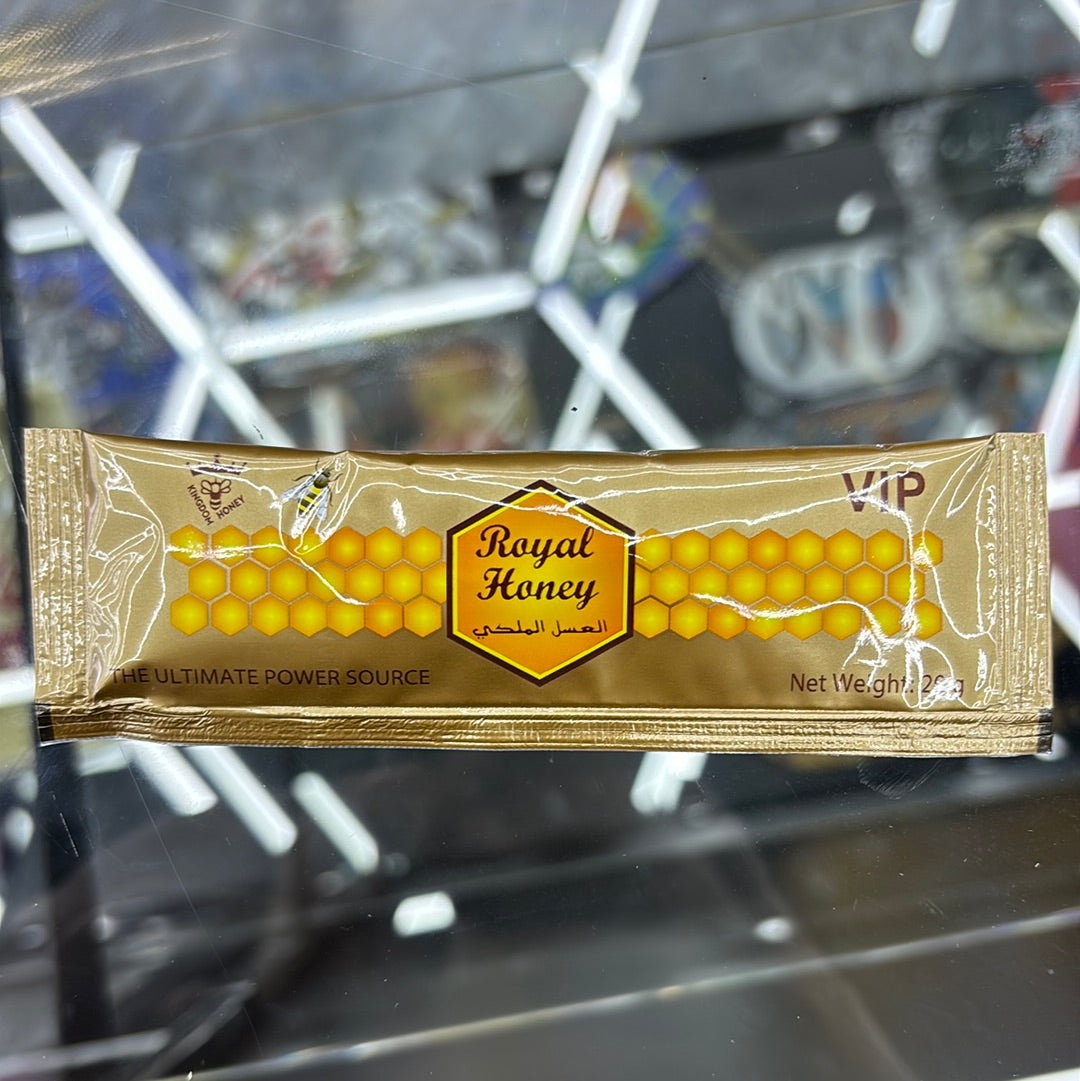 KINGDOM HONEY
VIP
Royal
Honey
العسل الملكي
THE ULTIMATE POWER SOURCE
Net Weight: g